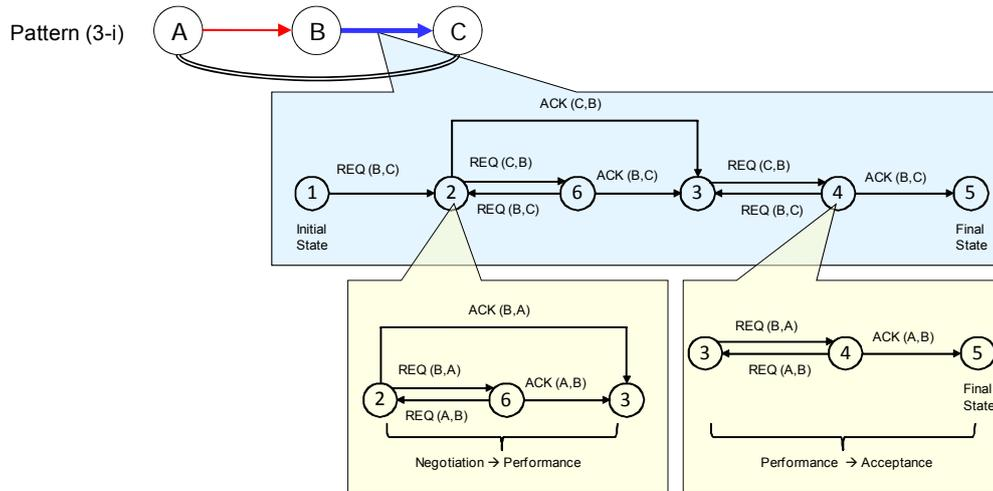 Pattern (3-i)
A
B
C
ACK (C,B)
REQ (B,C)
REQ (C,B)
ACK (B,C)
REQ (C,B)
ACK (B,C)
1
2
6
3
4
5
REQ (B,C)
REQ (B,C)
Initial
State
Final
State
ACK (B,A)
REQ (B,A)
ACK (A,B)
2
6
3
REQ (A,B)
Negotiation → Performance
REQ (B,A)
ACK (A,B)
3
4
5
REQ (A,B)
Final
State
Performance → Acceptance